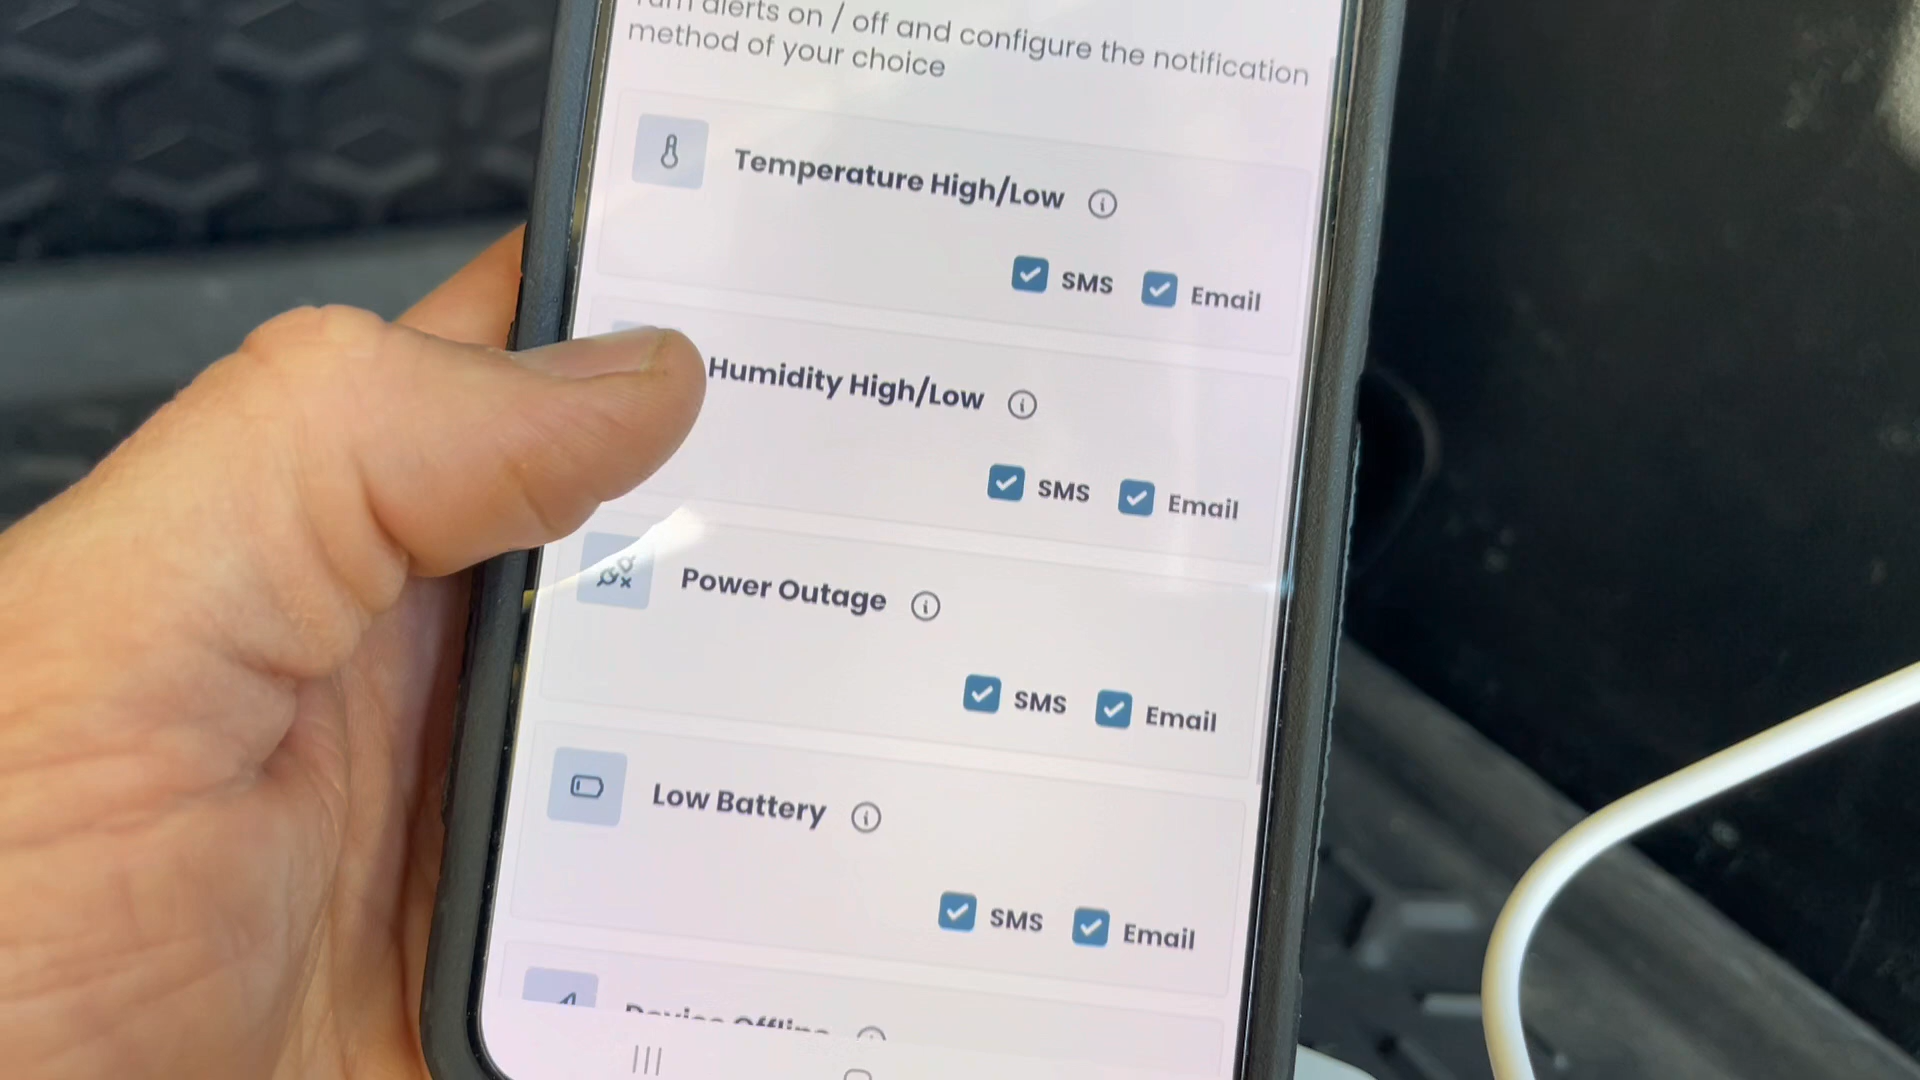 Turn alerts on / off and configure the notification
method of your choice
Temperature High/Low
SMS Email
Humidity High/Low
SMS Email
Power Outage
SMS Email
Low Battery
SMS Email
Device Offline